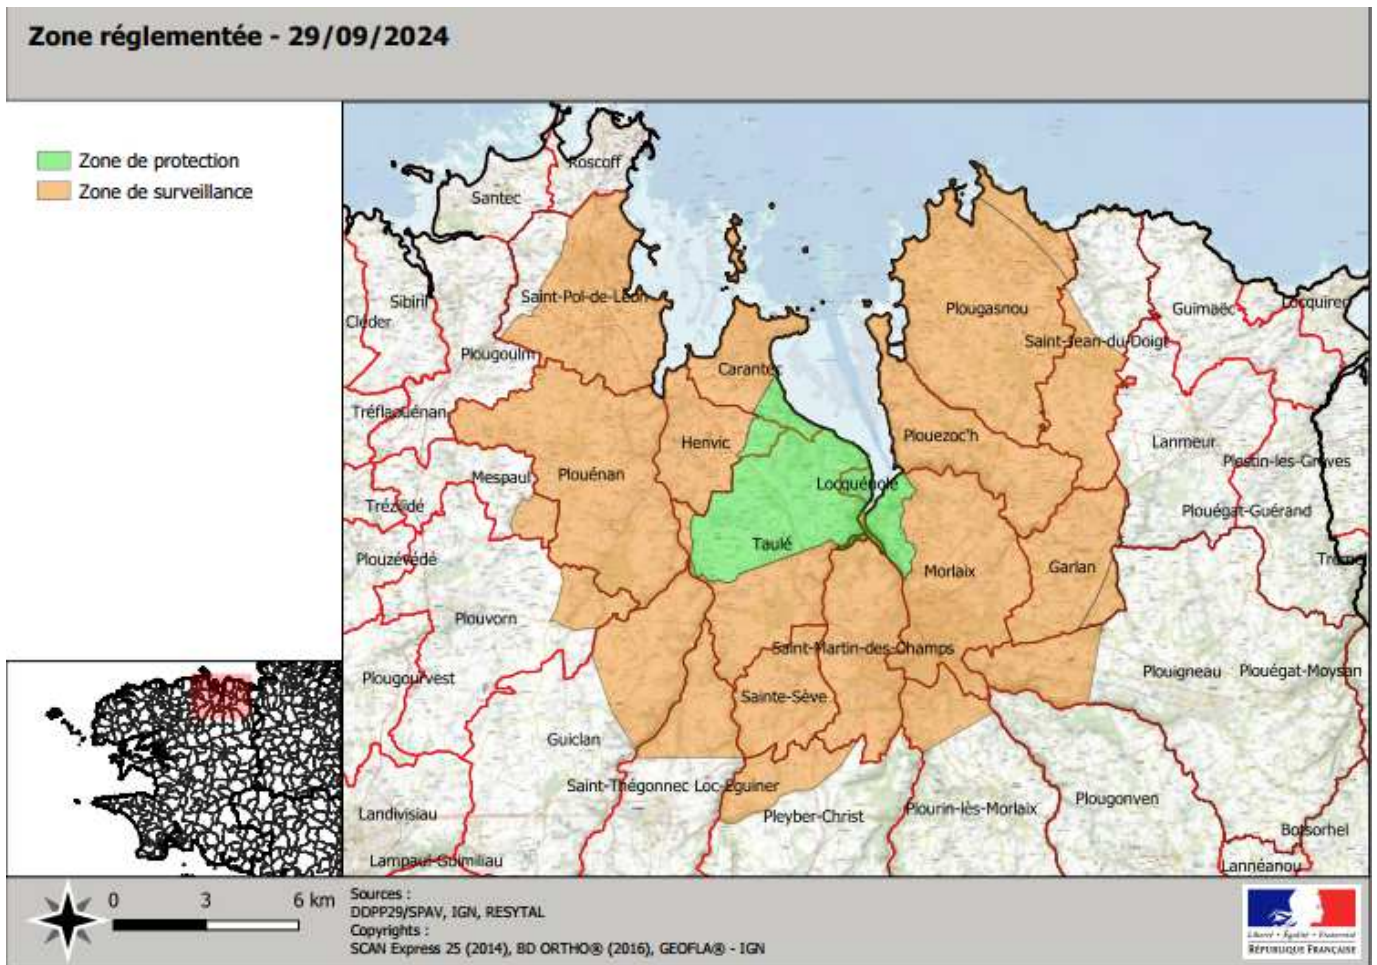 Zone réglementée - 29/09/2024
Zone de protection
Zone de surveillance
Roscoff
Santec
Sibiril
Saint-Pol-de-Léon
Cléder
Plougoulm
Plougasnou
Guimaëc
Locquirec
Saint-Jean-du-Doigt
Carantec
Tréflaouénan
Henvic
Plouezoc'h
Lanmeur
Plestin-les-Grèves
Mespaul
Plouénan
Locquénolé
Trézilidé
Plouégat-Guérand
Taulé
Plouzévédé
Morlaix
Garlan
Plouvorn
Saint-Martin-des-Champs
Plougourvest
Sainte-Sève
Plouigneau
Plouégat-Moysan
Guiclan
Saint-Thégonnec Loc-Eguiner
Landivisiau
Pleyber-Christ
Plourin-lès-Morlaix
Plougonven
Botsorhel
Lampaul-Guimiliau
Lannéanou
0 3 6 km
Sources :
DDPP29/SPAV, IGN, RESYTAL
Copyrights :
SCAN Express 25 (2014), BD ORTHO® (2016), GEOFLA® - IGN
Liberté • Égalité • Fraternité
RÉPUBLIQUE FRANÇAISE